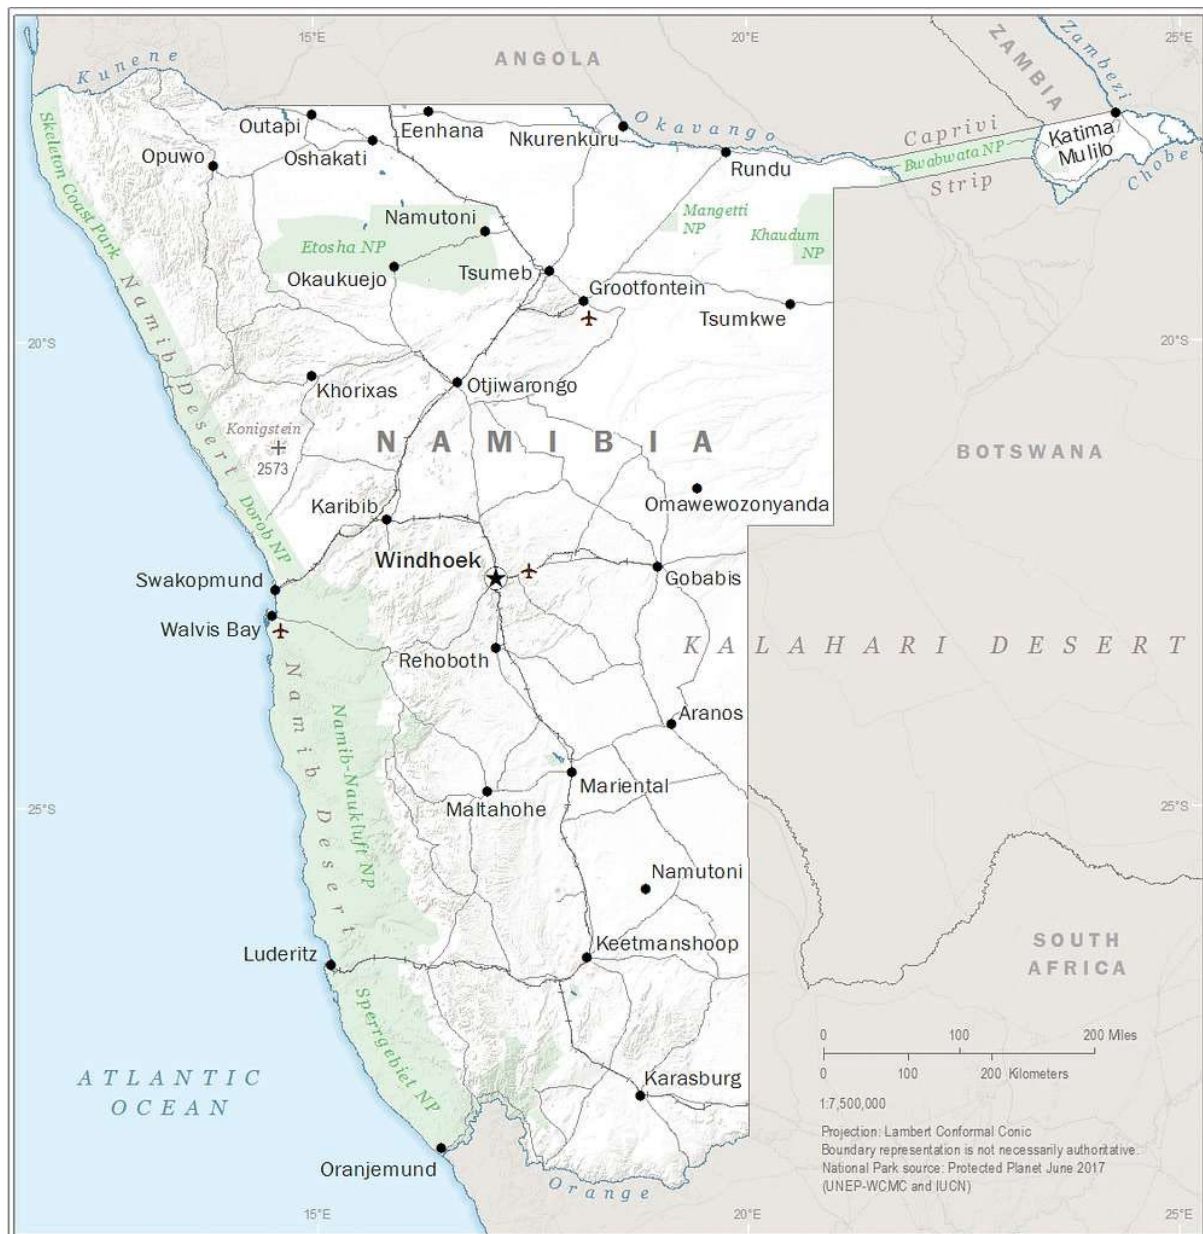 15°E
20°E
25°E
Kunene
ANGOLA
ZAMBIA
Zambezi
Outapi
Eenhana
Nkurenkuru
Okavango
Caprivi
Katima
Mulilo
Opuwo
Oshakati
Rundu
Bwabwata NP
Strip
Chobe
Skeleton Coast Park
Namutoni
Mangetti
NP
Khaudum
NP
Etosha NP
Okaukuejo
Tsumeb
Grootfontein
Tsumkwe
20°S
20°S
Namib Desert
Khorixas
Otjiwarongo
Konigstein
2573
NAMIBIA
BOTSWANA
Omawewozonyanda
Karibib
Dorob NP
Windhoek
Swakopmund
Gobabis
Walvis Bay
Rehoboth
KALAHARI DESERT
Namib Desert
Namib-Naukluft NP
Aranos
Mariental
Maltahohe
25°S
25°S
Namutoni
Luderitz
Keetmanshoop
SOUTH
AFRICA
Sperrgebiet NP
0 100 200 Miles
0 100 200 Kilometers
ATLANTIC
OCEAN
Karasburg
1:7,500,000
Projection: Lambert Conformal Conic
Boundary representation is not necessarily authoritative.
National Park source: Protected Planet June 2017
(UNEP-WCMC and IUCN)
Oranjemund
Orange
15°E
20°E
25°E